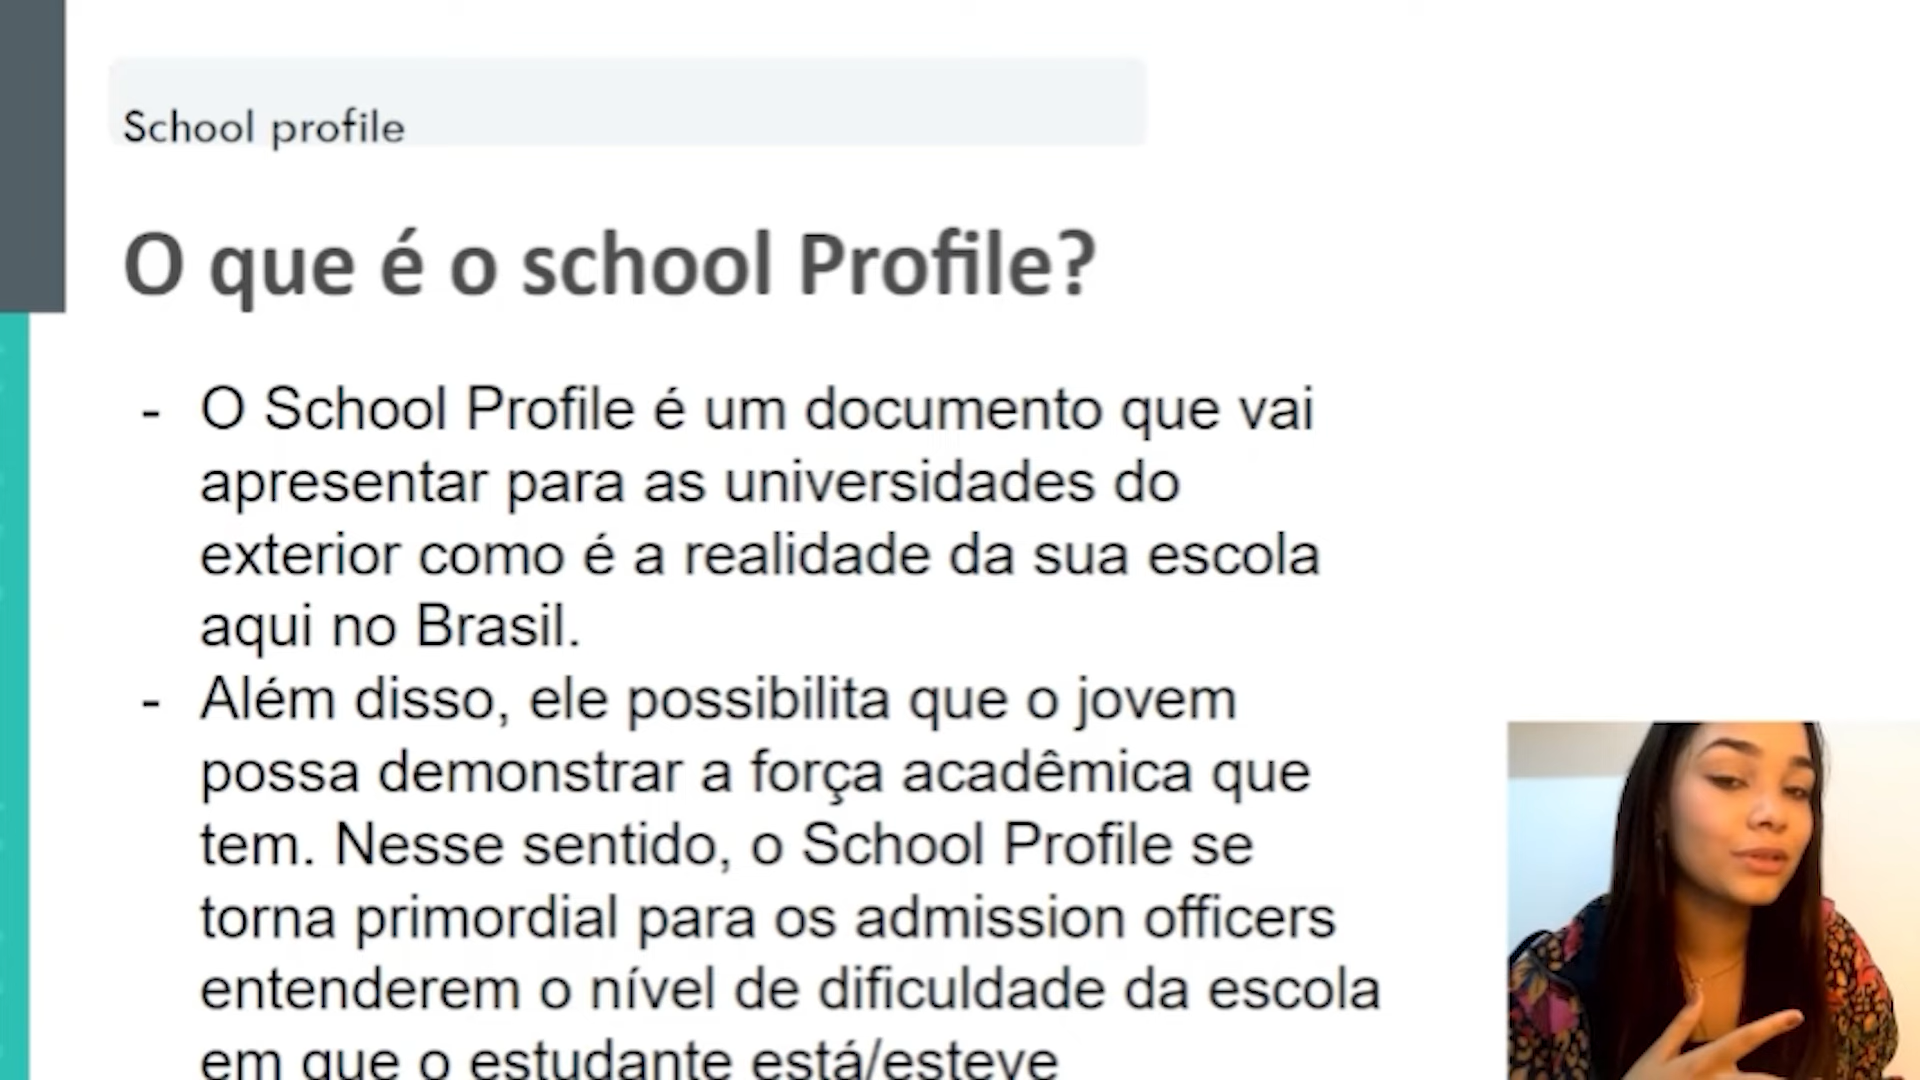 School profile
O que é o school Profile?
- O School Profile é um documento que vai
apresentar para as universidades do
exterior como é a realidade da sua escola
aqui no Brasil.
- Além disso, ele possibilita que o jovem
possa demonstrar a força acadêmica que
tem. Nesse sentido, o School Profile se
torna primordial para os admission officers
entenderem o nível de dificuldade da escola
em que o estudante está/esteve